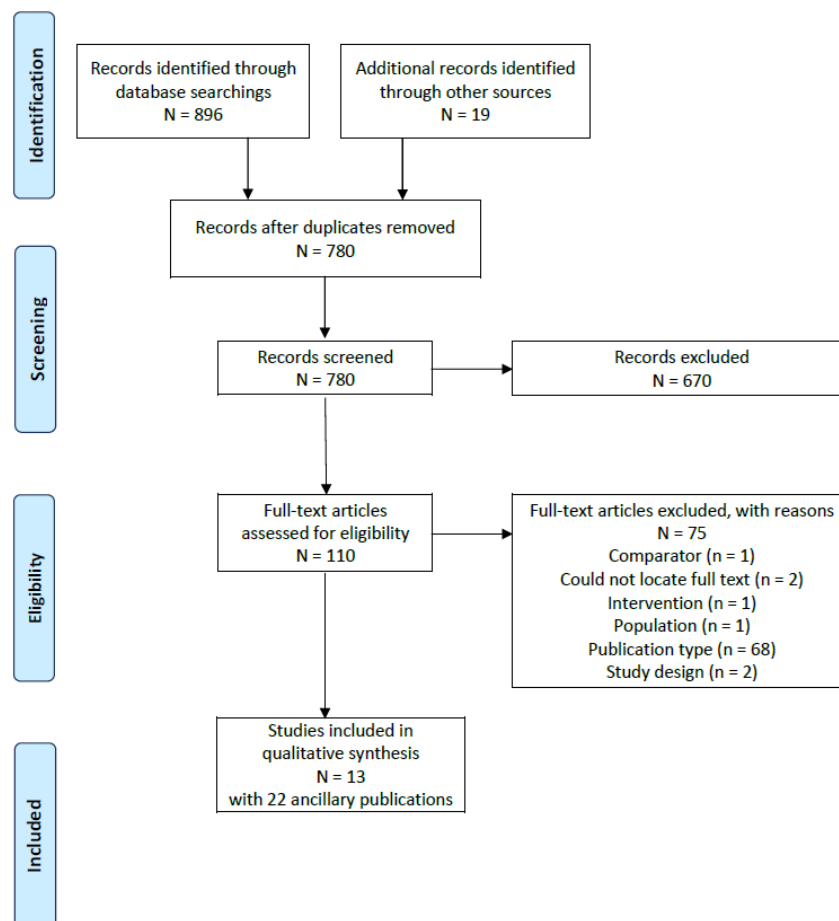 Identification
Records identified through
database searchings
N = 896
Additional records identified
through other sources
N = 19
Records after duplicates removed
N = 780
Screening
Records screened
N = 780
Records excluded
N = 670
Eligibility
Full-text articles
assessed for eligibility
N = 110
Full-text articles excluded, with reasons
N = 75
Comparator (n = 1)
Could not locate full text (n = 2)
Intervention (n = 1)
Population (n = 1)
Publication type (n = 68)
Study design (n = 2)
Included
Studies included in
qualitative synthesis
N = 13
with 22 ancillary publications